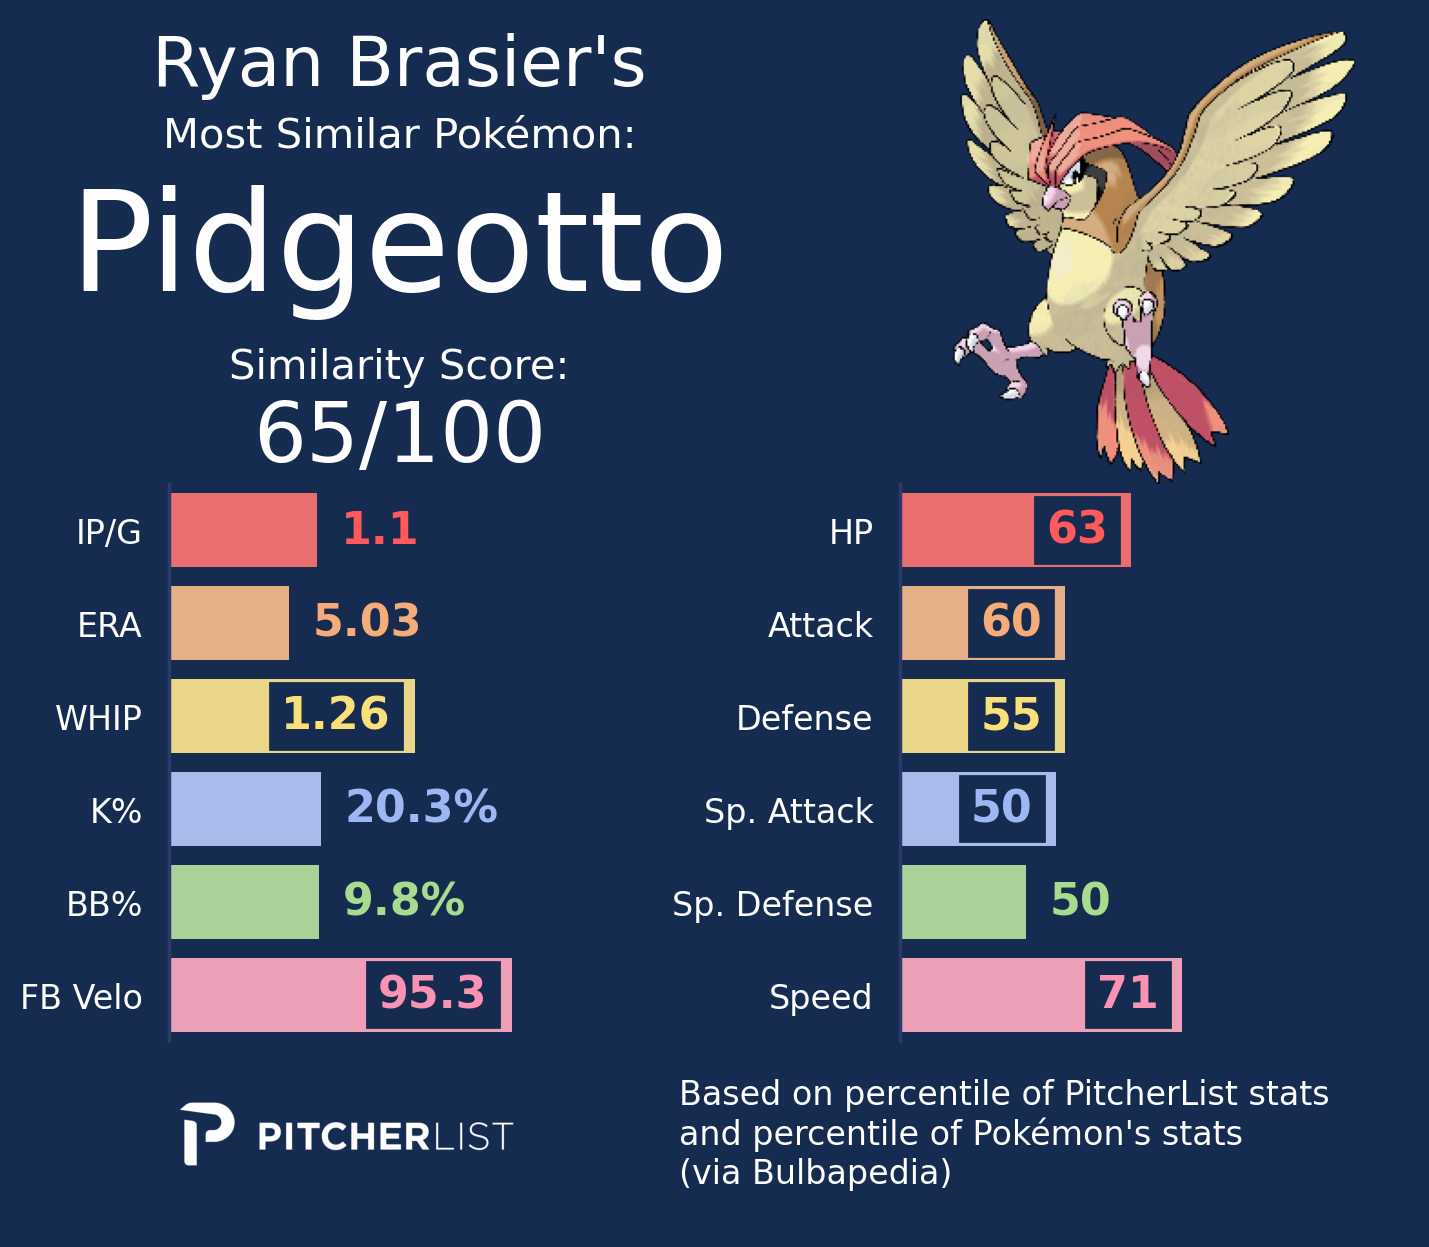 Ryan Brasier's
Most Similar Pokémon:
Pidgeotto
Similarity Score:
65/100
IP/G 1.1
ERA 5.03
WHIP 1.26
K% 20.3%
BB% 9.8%
FB Velo 95.3
HP 63
Attack 60
Defense 55
Sp. Attack 50
Sp. Defense 50
Speed 71
PITCHERLIST
Based on percentile of PitcherList stats
and percentile of Pokémon's stats
(via Bulbapedia)